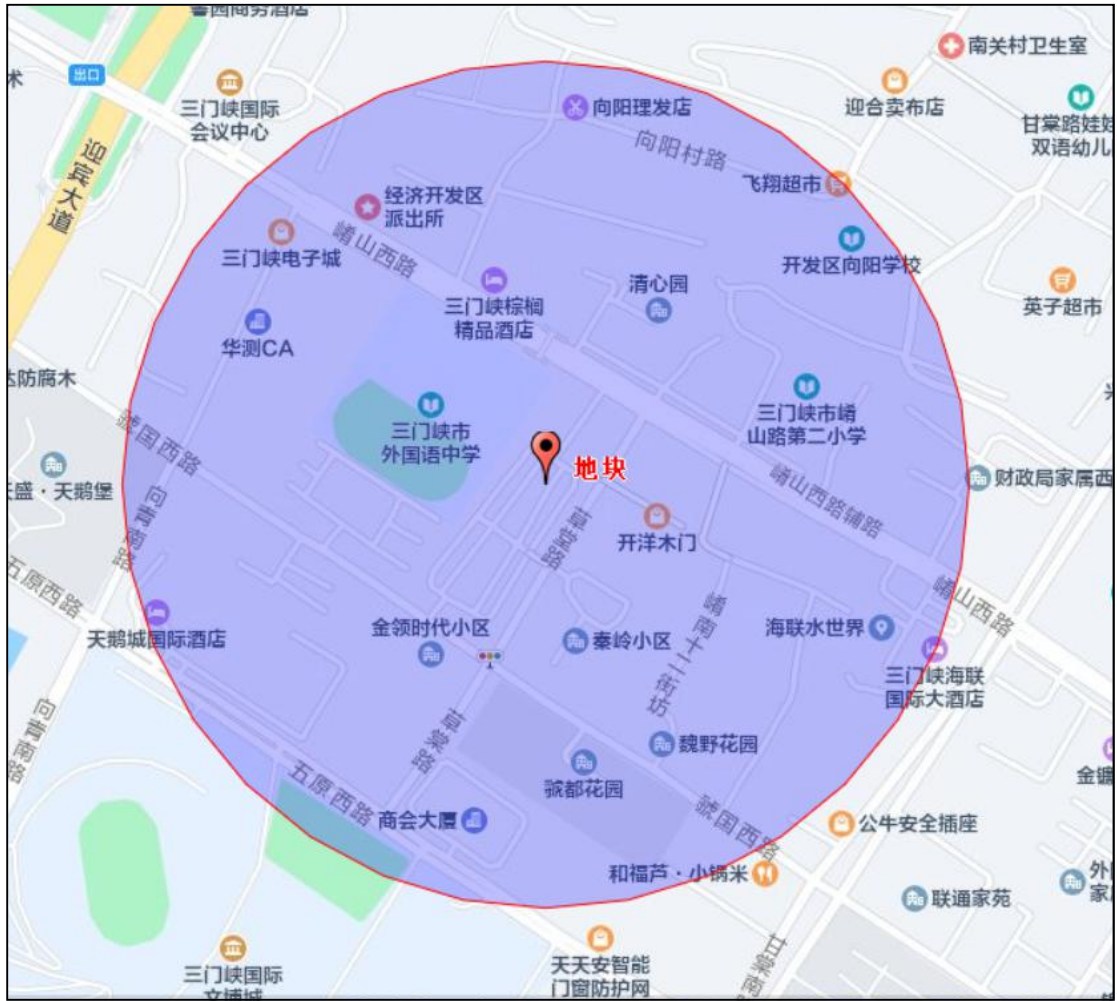 馨园商务酒店
南关村卫生室
术
出口
三门峡国际
会议中心
向阳理发店
迎合卖布店
甘棠路娃娃
双语幼儿
迎宾大道
向阳村路
飞翔超市
经济开发区
派出所
崤山西路
三门峡电子城
开发区向阳学校
清心园
三门峡棕榈
精品酒店
英子超市
华测CA
达防腐木
三门峡市
外国语中学
三门峡市崤
山路第二小学
虢国西路
地块
天鹅堡
财政局家属西
向青南路
崤山西路辅路
草棠路
开洋木门
五原西路
崤山西路
天鹅城国际酒店
金领时代小区
秦岭小区
崤南十二街坊
海联水世界
三门峡海联
国际大酒店
向青南路
草棠路
魏野花园
虢都花园
五原西路
商会大厦
虢国西路
公牛安全插座
和福芦·小锅米
联通家苑
甘棠南
天天安智能
门窗防护网
三门峡国际
文博城